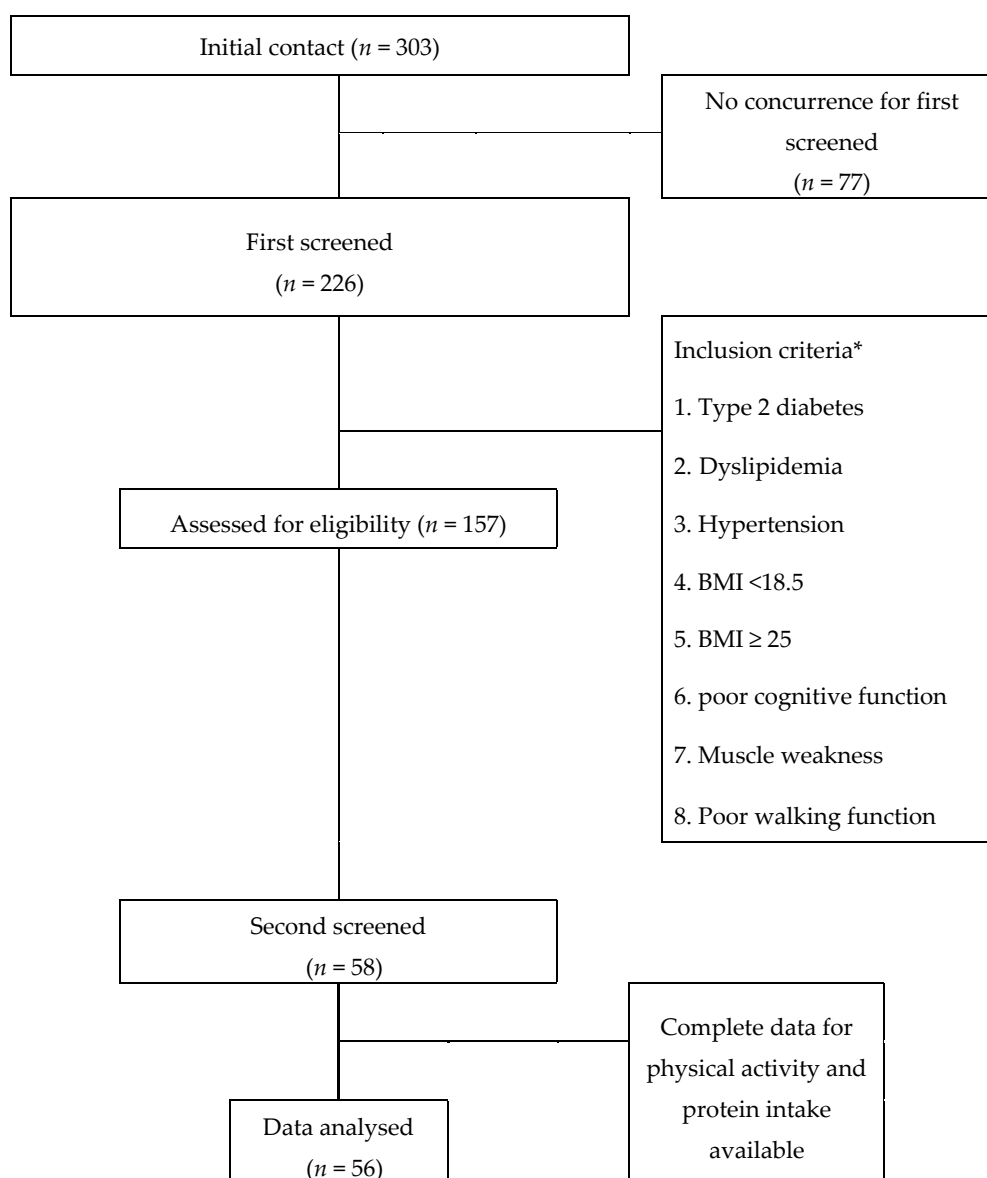 Initial contact (n = 303)
No concurrence for first
screened
(n = 77)
First screened
(n = 226)
Inclusion criteria*
1. Type 2 diabetes
2. Dyslipidemia
3. Hypertension
4. BMI <18.5
5. BMI ≥ 25
6. poor cognitive function
7. Muscle weakness
8. Poor walking function
Assessed for eligibility (n = 157)
Second screened
(n = 58)
Complete data for
physical activity and
protein intake
available
Data analysed
(n = 56)